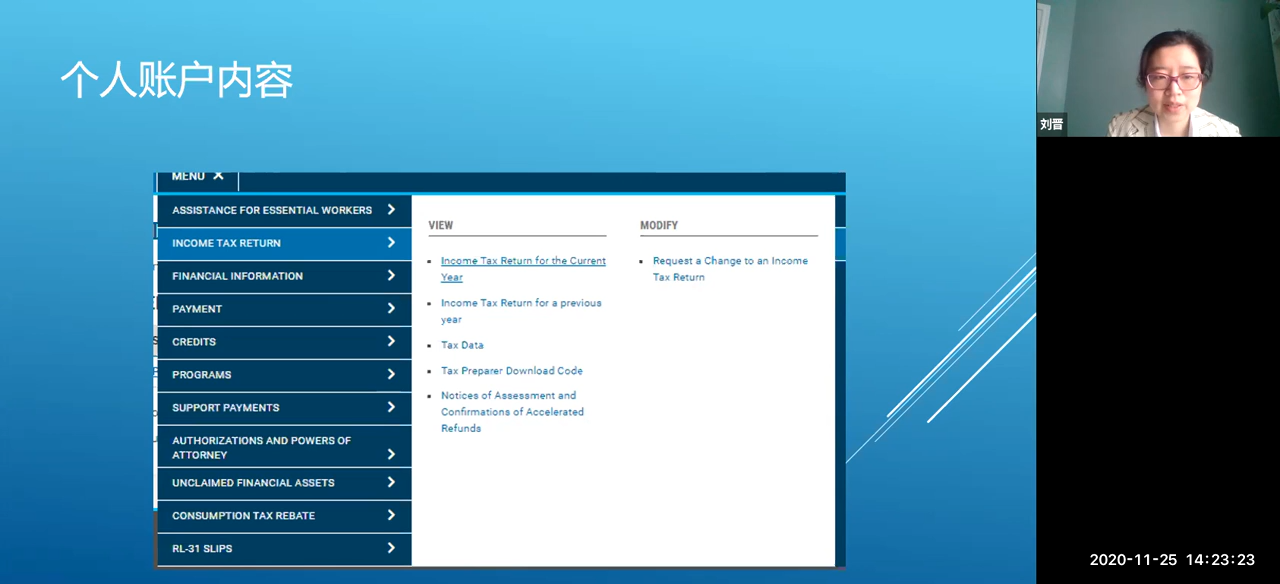 个人账户内容
刘晋
MENU ✕
ASSISTANCE FOR ESSENTIAL WORKERS
INCOME TAX RETURN
FINANCIAL INFORMATION
PAYMENT
CREDITS
PROGRAMS
SUPPORT PAYMENTS
AUTHORIZATIONS AND POWERS OF
ATTORNEY
UNCLAIMED FINANCIAL ASSETS
CONSUMPTION TAX REBATE
RL-31 SLIPS
VIEW
Income Tax Return for the Current
Year
Income Tax Return for a previous
year
Tax Data
Tax Preparer Download Code
Notices of Assessment and
Confirmations of Accelerated
Refunds
MODIFY
Request a Change to an Income
Tax Return
2020-11-25 14:23:23